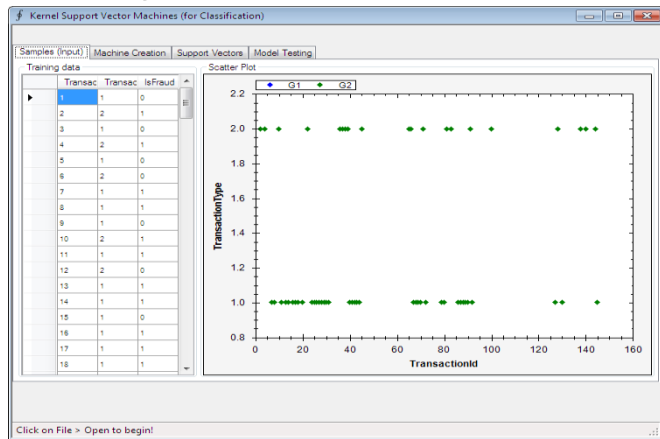 Kernel Support Vector Machines (for Classification)
Samples (Input) Machine Creation Support Vectors Model Testing
Training data
Transac Transac IsFraud
1 1 0
2 2 1
3 1 0
4 2 1
5 1 0
6 2 0
7 1 1
8 1 1
9 1 0
10 2 1
11 1 1
12 2 0
13 1 1
14 1 1
15 1 0
16 1 1
17 1 1
18 1 1
Scatter Plot
G1 G2
2.2
2.0
1.8
1.6
1.4
1.2
1.0
0.8
TransactionType
0 20 40 60 80 100 120 140 160
TransactionId
Click on File > Open to begin!